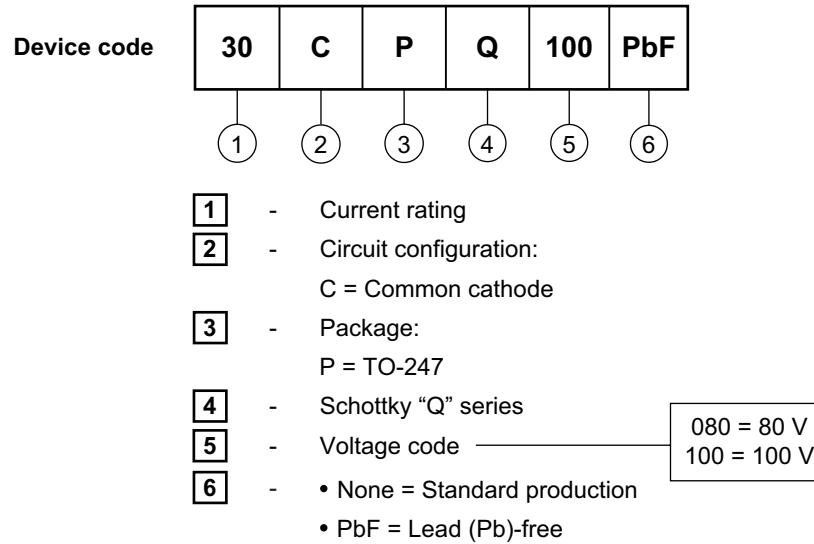 Device code 30 C P Q 100 PbF
1 2 3 4 5 6
1 - Current rating
2 - Circuit configuration:
C = Common cathode
3 - Package:
P = TO-247
4 - Schottky “Q” series
5 - Voltage code
080 = 80 V
100 = 100 V
6 - • None = Standard production
• PbF = Lead (Pb)-free